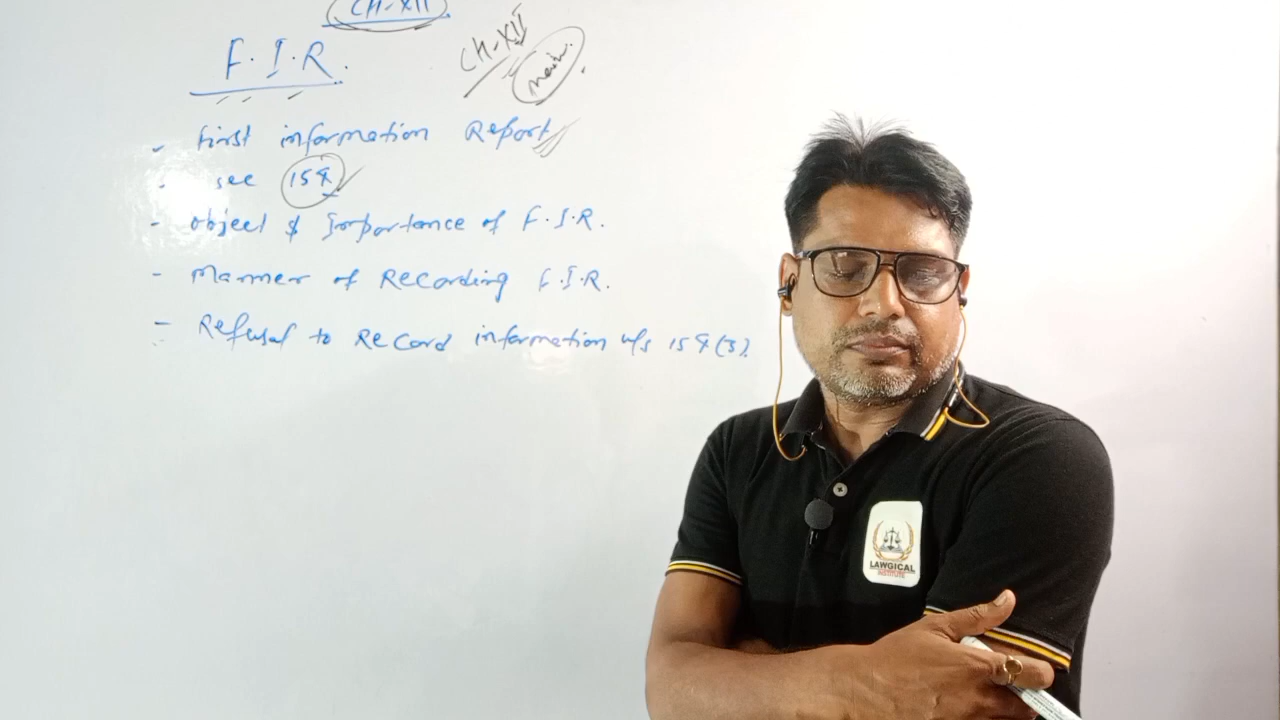 CH-XII
F.I.R.
CH-XII
main
- First information Report
- sec 154
- object & Importance of F.I.R.
- Manner of Recording F.I.R.
- Refusal to Record information u/s 154(3).
LAWGICAL
INSTITUTE